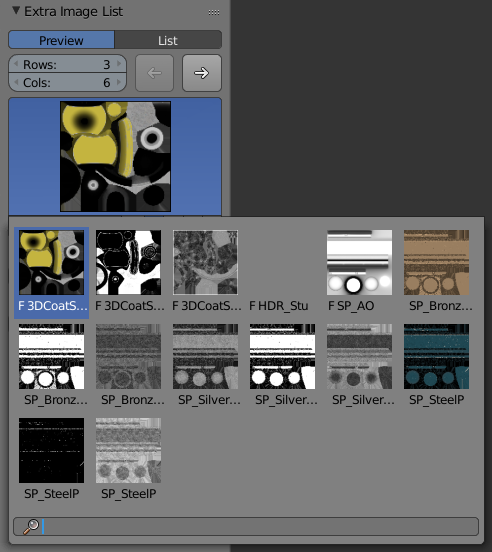 Extra Image List
Preview List
Rows: 3
Cols: 6
F 3DCoatS... F 3DCoatS... F 3DCoatS... F HDR_Stu F SP_AO SP_Bronz...
SP_Bronz... SP_Bronz... SP_Silver... SP_Silver... SP_Silver... SP_SteelP
SP_SteelP SP_SteelP